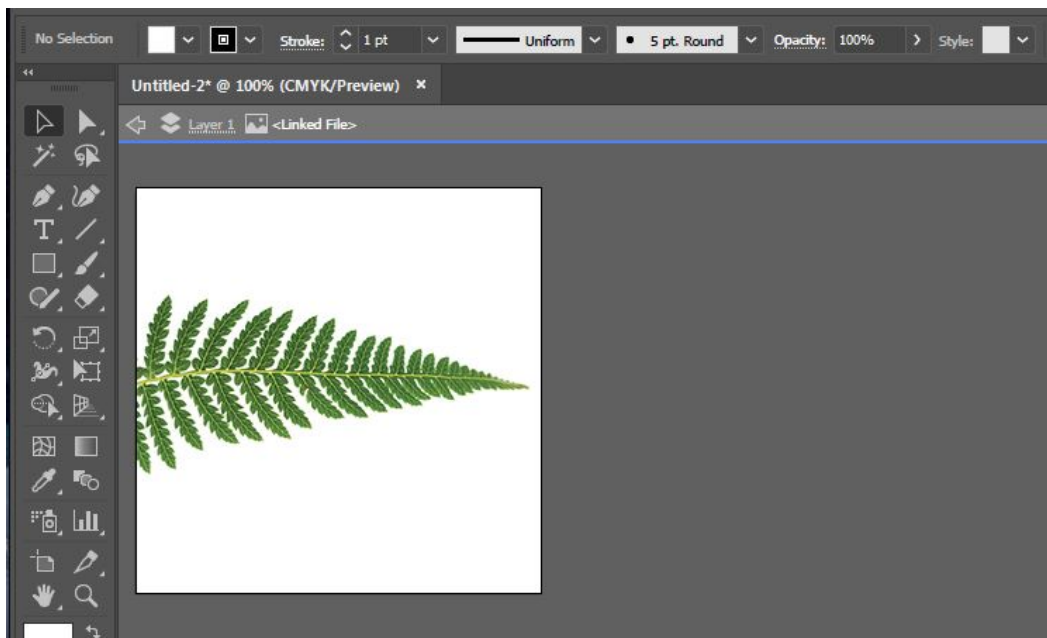 No Selection Stroke: 1 pt Uniform 5 pt. Round Opacity: 100% Style:
Untitled-2* @ 100% (CMYK/Preview) ×
Layer 1 <Linked File>